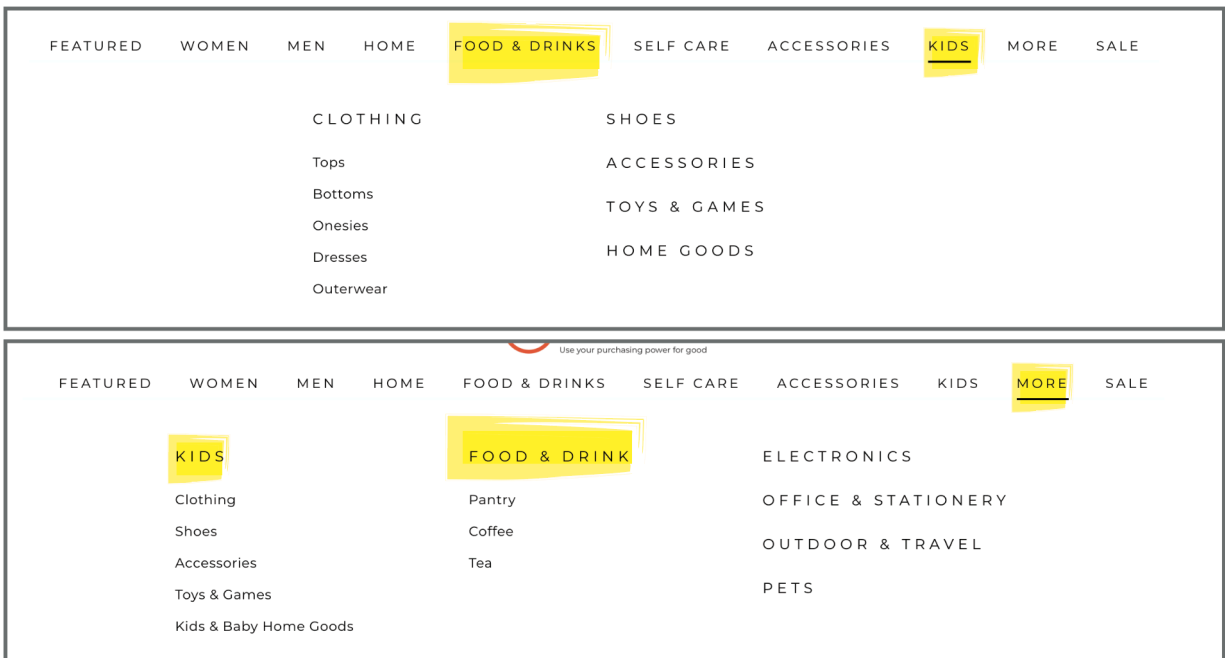 FEATURED WOMEN MEN HOME FOOD & DRINKS SELF CARE ACCESSORIES KIDS MORE SALE
CLOTHING
Tops
Bottoms
Onesies
Dresses
Outerwear
SHOES
ACCESSORIES
TOYS & GAMES
HOME GOODS
Use your purchasing power for good
FEATURED WOMEN MEN HOME FOOD & DRINKS SELF CARE ACCESSORIES KIDS MORE SALE
KIDS
Clothing
Shoes
Accessories
Toys & Games
Kids & Baby Home Goods
FOOD & DRINK
Pantry
Coffee
Tea
ELECTRONICS
OFFICE & STATIONERY
OUTDOOR & TRAVEL
PETS